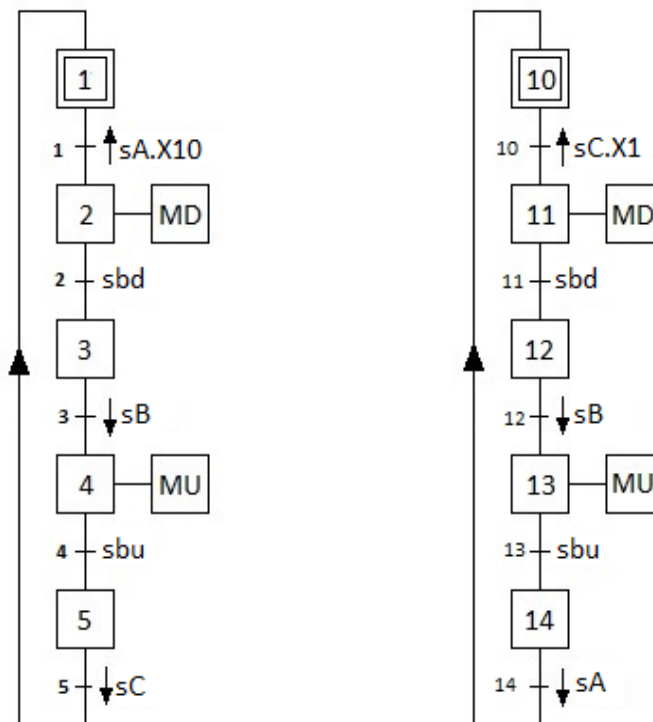 1
10
1 ↑ sA.X10
10 ↑ sC.X1
2 MD
11 MD
2 sbd
11 sbd
3
12
3 ↓ sB
12 ↓ sB
4 MU
13 MU
4 sbu
13 sbu
5
14
5 ↓ sC
14 ↓ sA